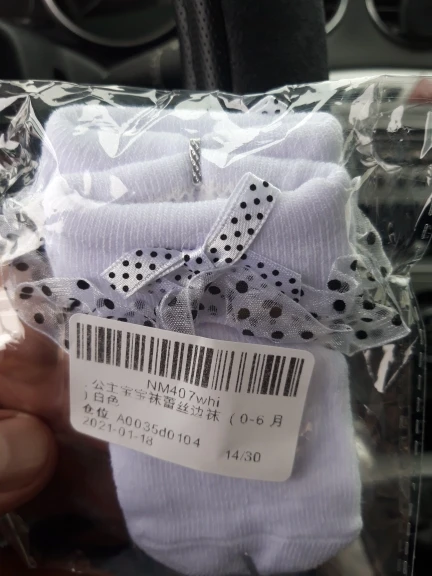 NM407whi
. 公主宝宝袜蕾丝边袜 (0-6 月
) 白色
仓位 A0035d0104
2021-01-18 14/30